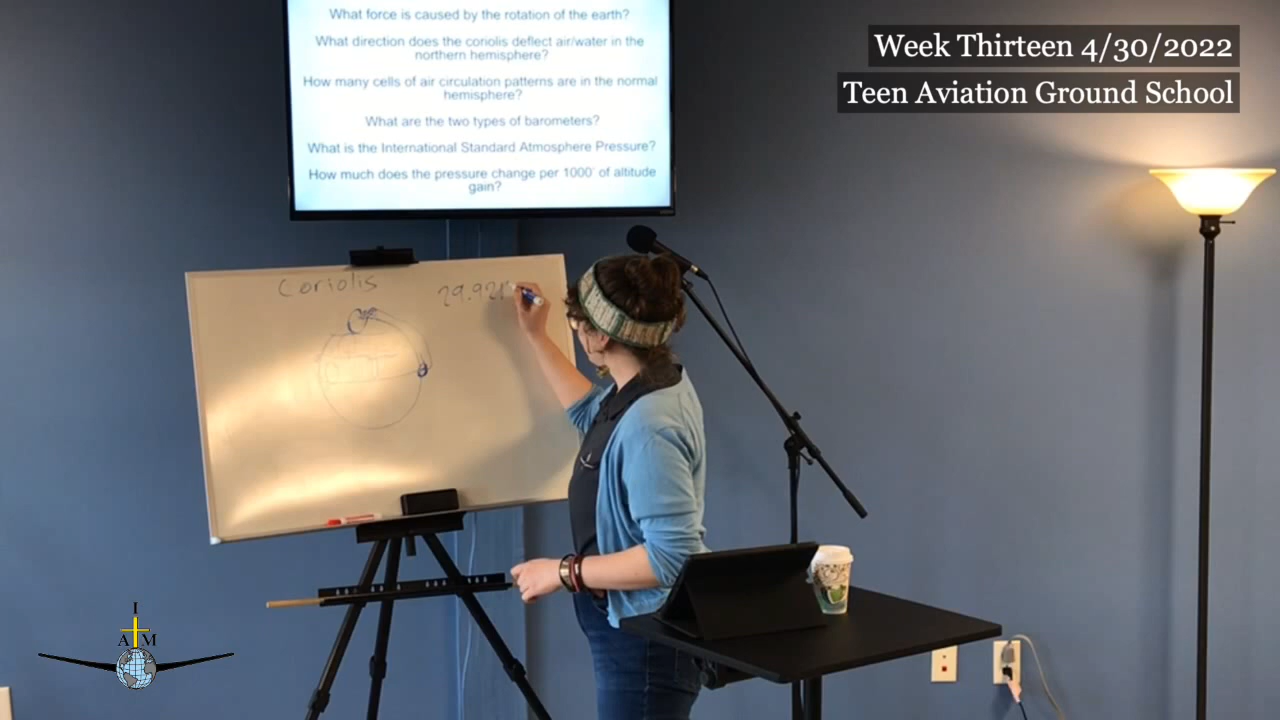 What force is caused by the rotation of the earth?
What direction does the coriolis deflect air/water in the
northern hemisphere?
How many cells of air circulation patterns are in the normal
hemisphere?
What are the two types of barometers?
What is the International Standard Atmosphere Pressure?
How much does the pressure change per 1000' of altitude
gain?
Week Thirteen 4/30/2022
Teen Aviation Ground School
Coriolis
29.92
I
A M